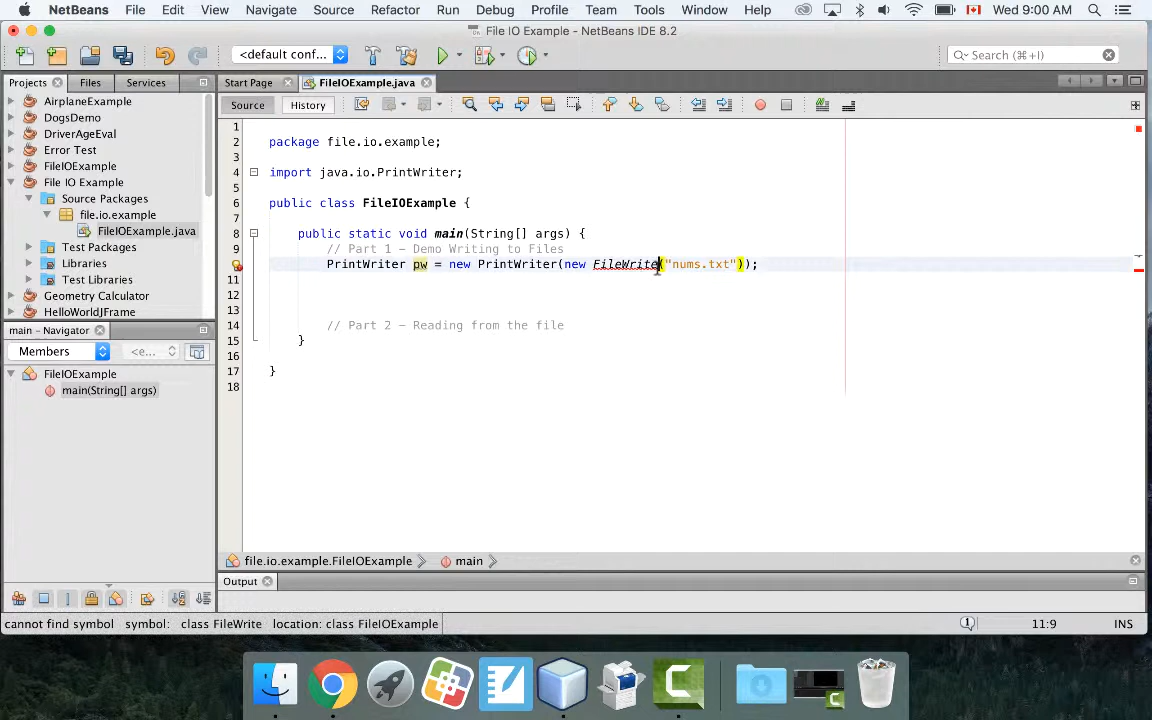 NetBeans File Edit View Navigate Source Refactor Run Debug Profile Team Tools Window Help Wed 9:00 AM
File IO Example - NetBeans IDE 8.2
<default conf... Search (⌘+I)
Projects Files Services Start Page FileIOExample.java
Source History
AirplaneExample
DogsDemo
DriverAgeEval
Error Test
FileIOExample
File IO Example
Source Packages
file.io.example
FileIOExample.java
Test Packages
Libraries
Test Libraries
Geometry Calculator
HelloWorldJFrame
main - Navigator
Members <e...
FileIOExample
main(String[] args)
1
2 package file.io.example;
3
4 import java.io.PrintWriter;
5
6 public class FileIOExample {
7
8 public static void main(String[] args) {
9 // Part 1 - Demo Writing to Files
PrintWriter pw = new PrintWriter(new FileWrite("nums.txt"));
11
12
13
14 // Part 2 - Reading from the file
15 }
16
17 }
18
file.io.example.FileIOExample main
Output
cannot find symbol symbol: class FileWrite location: class FileIOExample 1 11:9 INS